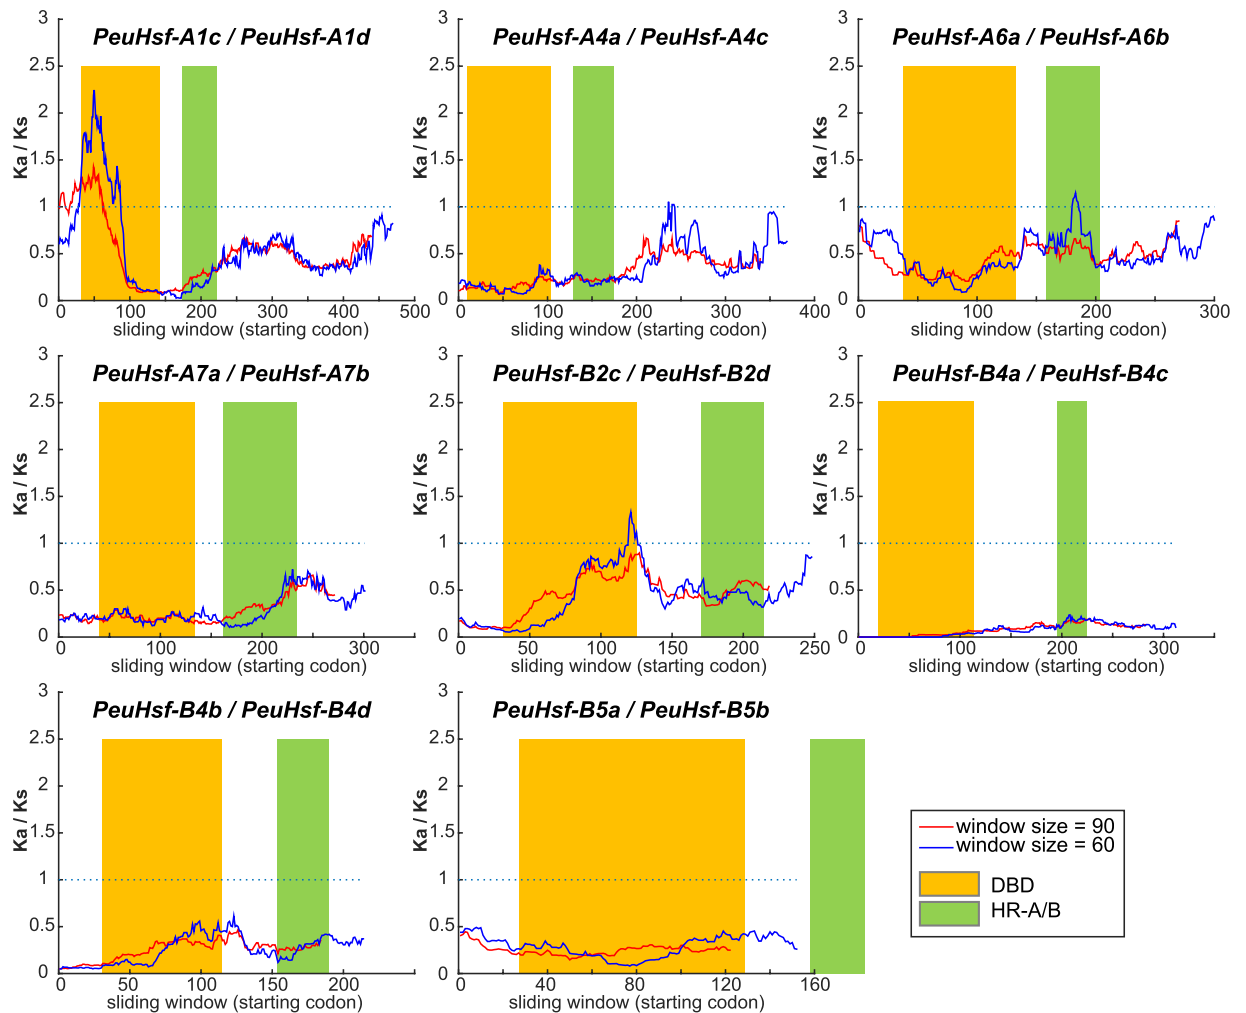 PeuHsf-A1c / PeuHsf-A1d
3
2.5
2
1.5
1
0.5
0
Ka / Ks
0 100 200 300 400 500
sliding window (starting codon)
PeuHsf-A4a / PeuHsf-A4c
3
2.5
2
1.5
1
0.5
0
Ka / Ks
0 100 200 300 400
sliding window (starting codon)
PeuHsf-A6a / PeuHsf-A6b
3
2.5
2
1.5
1
0.5
0
Ka / Ks
0 100 200 300
sliding window (starting codon)
PeuHsf-A7a / PeuHsf-A7b
3
2.5
2
1.5
1
0.5
0
Ka / Ks
0 100 200 300
sliding window (starting codon)
PeuHsf-B2c / PeuHsf-B2d
3
2.5
2
1.5
1
0.5
0
Ka / Ks
0 50 100 150 200 250
sliding window (starting codon)
PeuHsf-B4a / PeuHsf-B4c
3
2.5
2
1.5
1
0.5
0
Ka / Ks
0 100 200 300
sliding window (starting codon)
PeuHsf-B4b / PeuHsf-B4d
3
2.5
2
1.5
1
0.5
0
Ka / Ks
0 50 100 150 200
sliding window (starting codon)
PeuHsf-B5a / PeuHsf-B5b
3
2.5
2
1.5
1
0.5
0
Ka / Ks
0 40 80 120 160
sliding window (starting codon)
window size = 90
window size = 60
DBD
HR-A/B